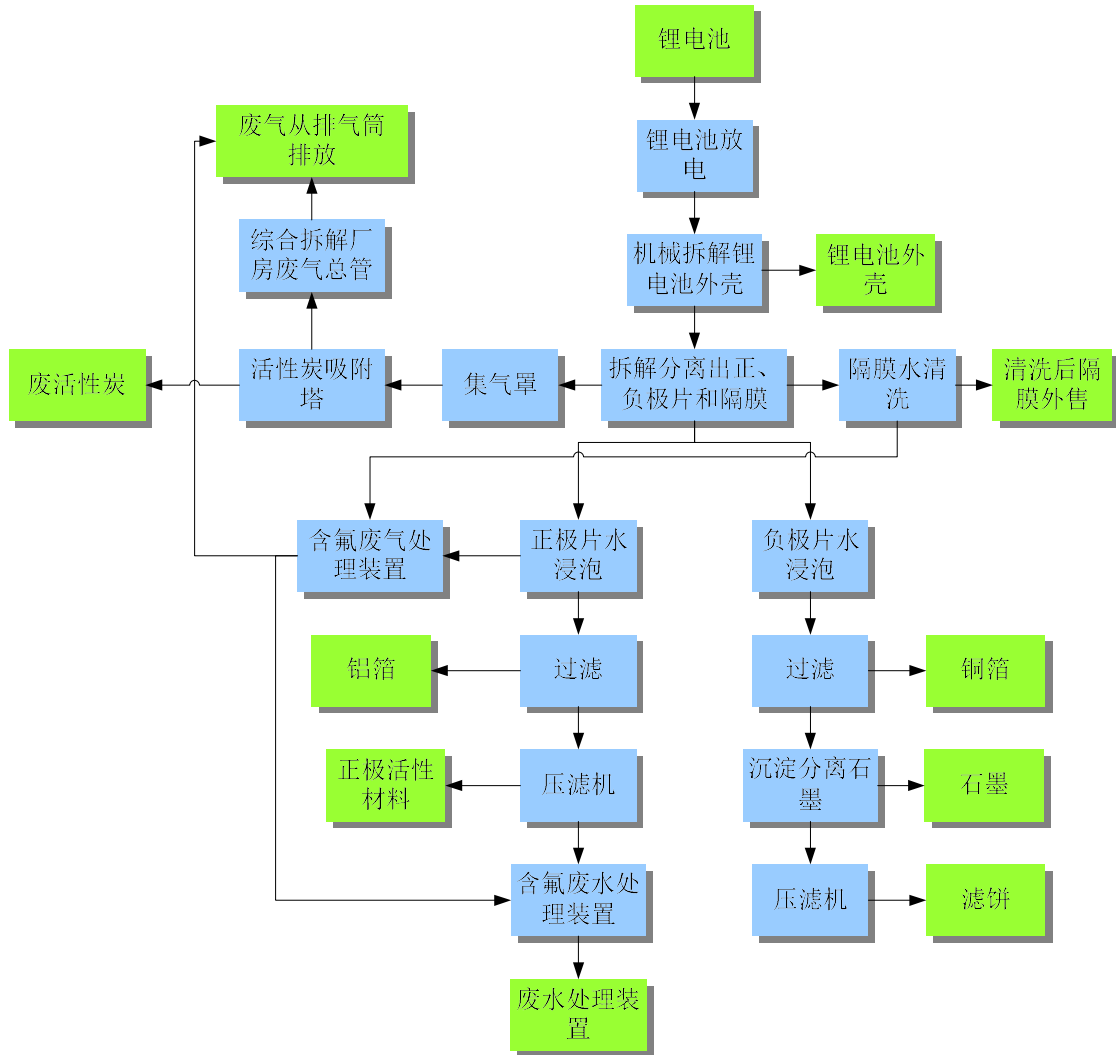 锂电池
废气从排气筒
排放
锂电池放
电
综合拆解厂
房废气总管
机械拆解锂
电池外壳
锂电池外
壳
废活性炭
活性炭吸附
塔
集气罩
拆解分离出正、
负极片和隔膜
隔膜水清
洗
清洗后隔
膜外售
含氟废气处
理装置
正极片水
浸泡
负极片水
浸泡
铝箔
过滤
过滤
铜箔
正极活性
材料
压滤机
沉淀分离石
墨
石墨
含氟废水处
理装置
压滤机
滤饼
废水处理装
置